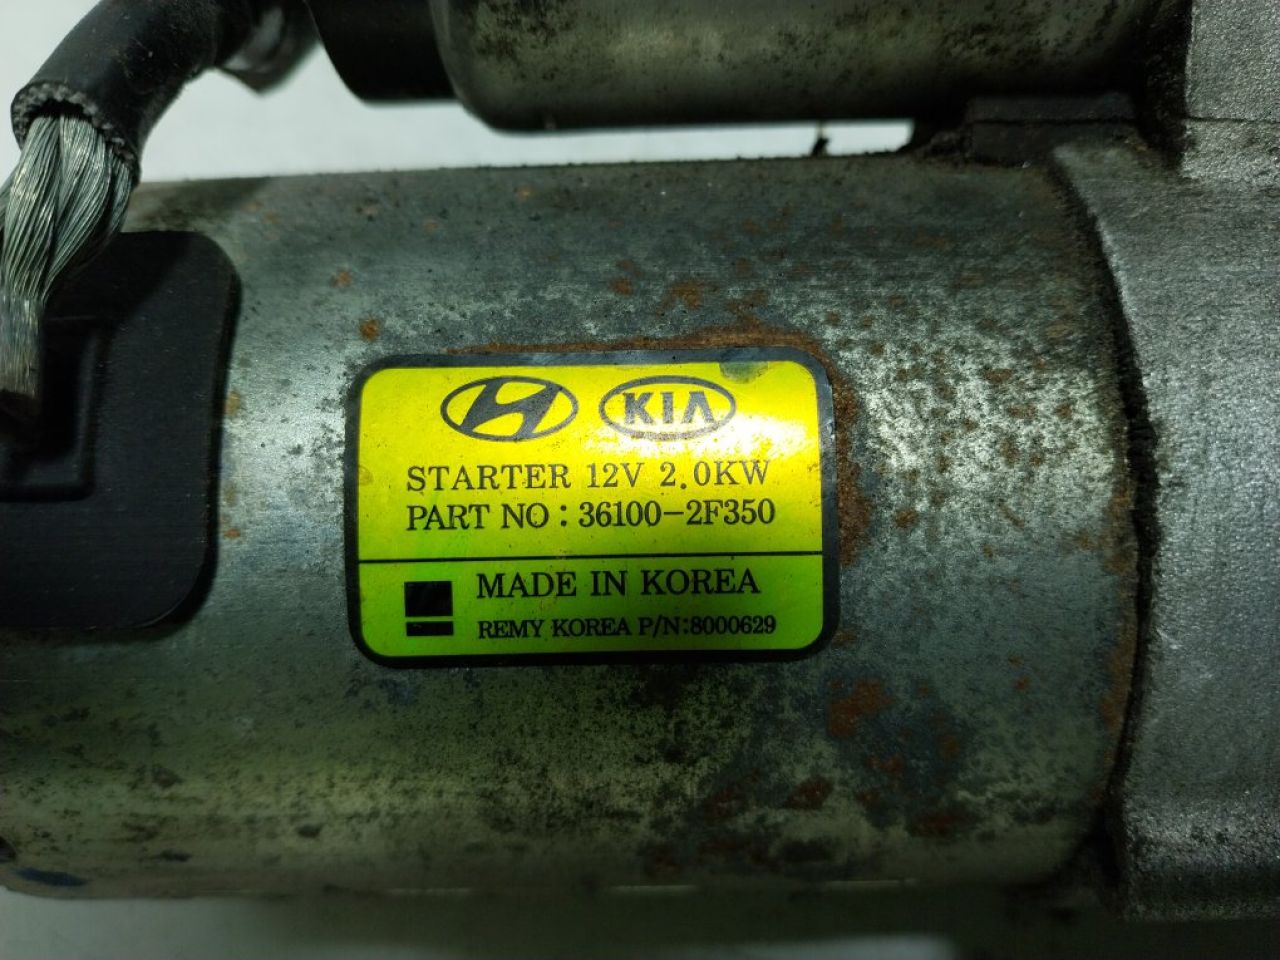 KIA
STARTER 12V 2.0KW
PART NO : 36100-2F350
MADE IN KOREA
REMY KOREA P/N:8000629